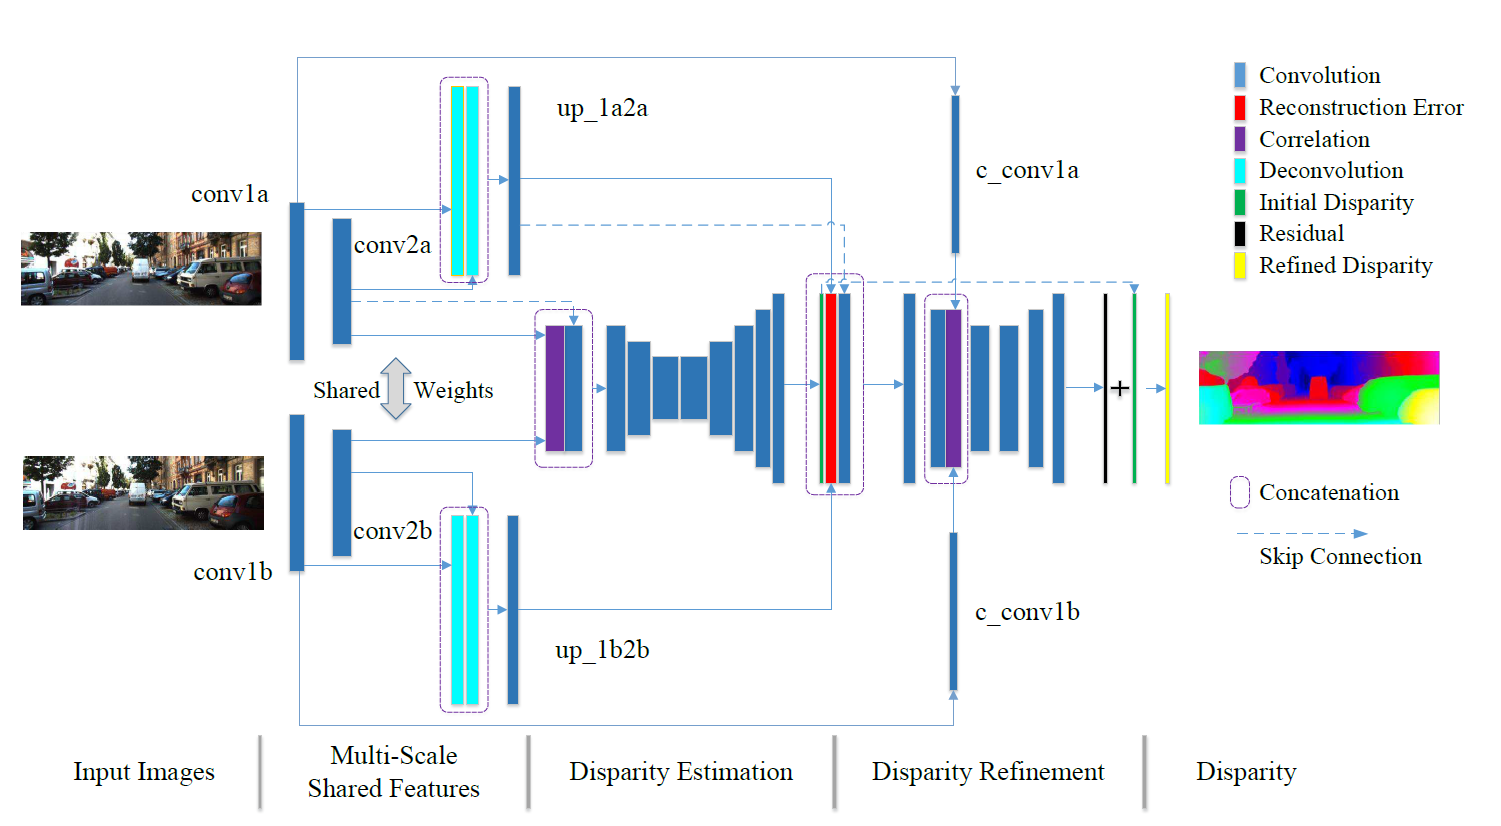 up_1a2a
conv1a
conv2a
c_conv1a
Convolution
Reconstruction Error
Correlation
Deconvolution
Initial Disparity
Residual
Refined Disparity
Shared Weights
+
conv2b
conv1b
up_1b2b
c_conv1b
Concatenation
Skip Connection
Input Images
Multi-Scale
Shared Features
Disparity Estimation
Disparity Refinement
Disparity